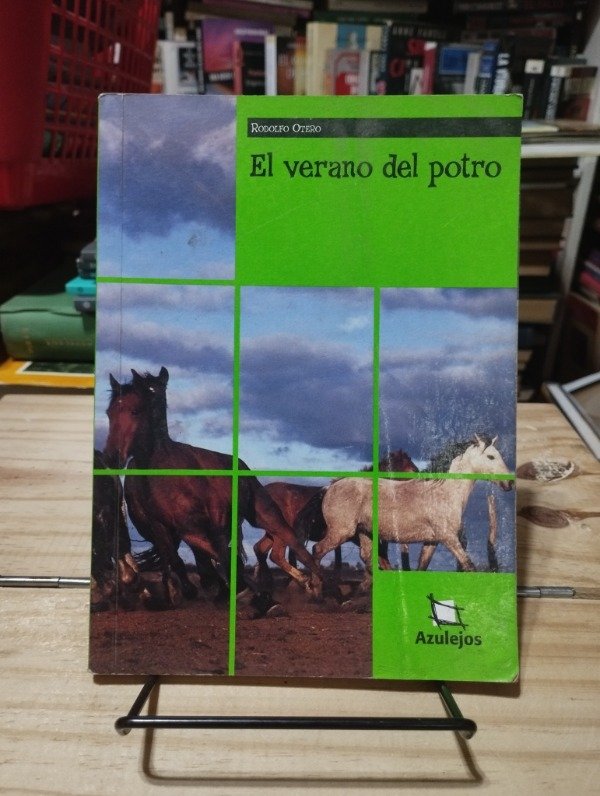 Rodolfo Otero
El verano del potro
Azulejos